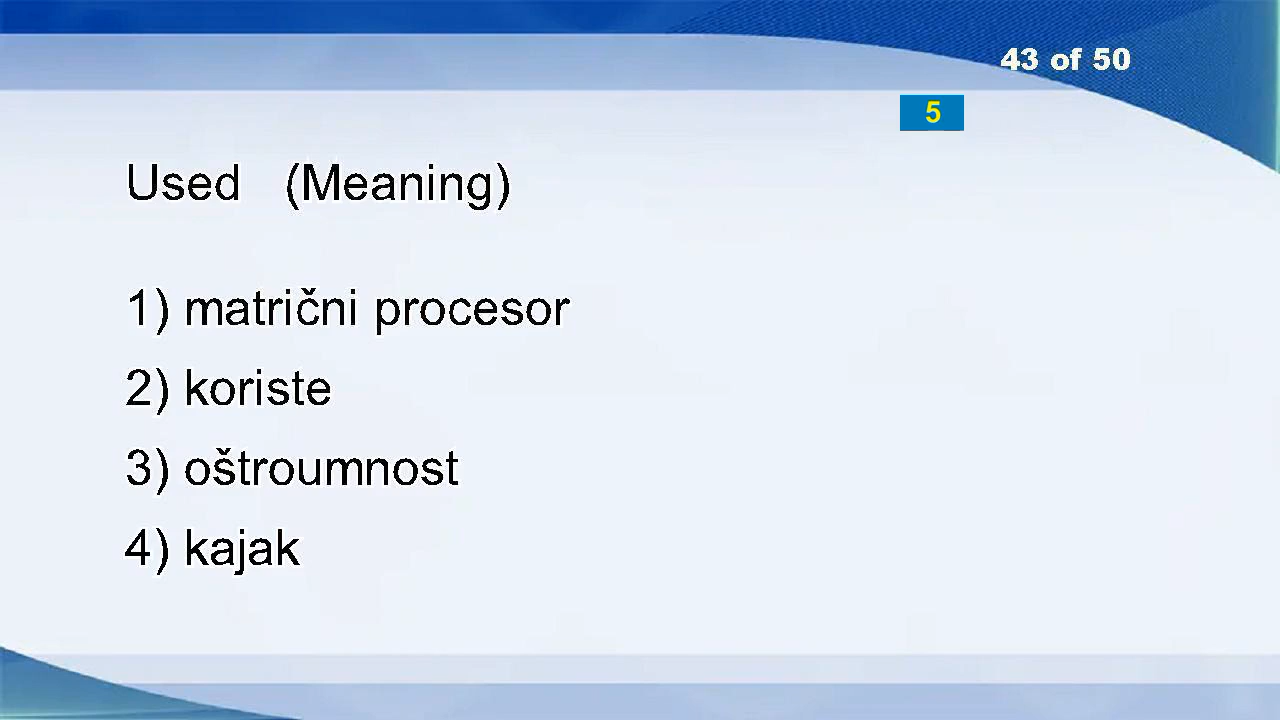 43 of 50
5
Used (Meaning)
1) matrični procesor
2) koriste
3) oštroumnost
4) kajak